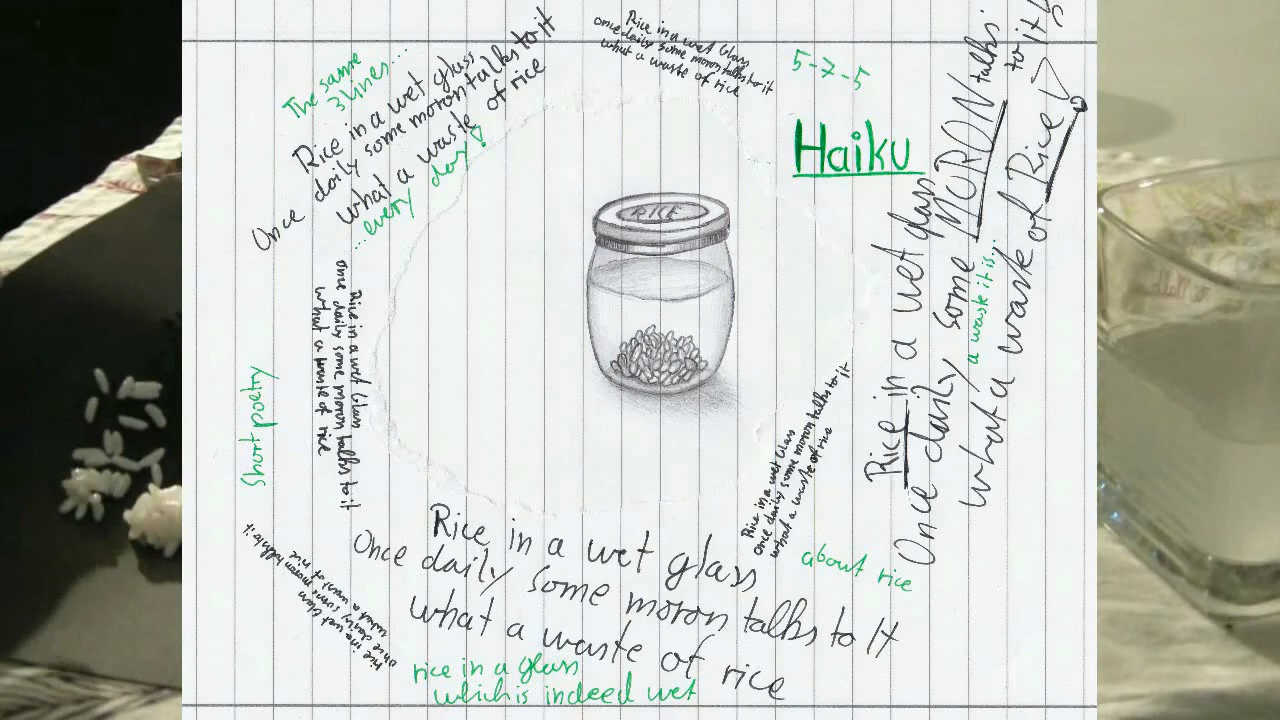 Rice in a wet Glass
once daily some moron talks to it
what a waste of rice
5-7-5
Haiku
The same
3 lines...
Rice in a wet glass
Once daily some moron talks to it
what a waste of rice
...every day!
RICE
Rice in a wet glass
Once daily some MORON talks to it
what a waste of Rice
a waste it is...
Rice in a wet Glass
once daily some moron talks to it
what a waste of rice
Short poetry
Rice in a wet Glass
once daily some moron talks to it
what a waste of rice
about rice
Rice in a wet Glass
once daily some moron talks to it
what a waste of rice
Rice in a wet glass
Once daily some moron talks to It
what a waste of rice
rice in a glass
which is indeed wet